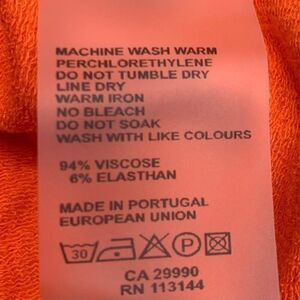 MACHINE WASH WARM
PERCHLORETHYLENE
DO NOT TUMBLE DRY
LINE DRY
WARM IRON
NO BLEACH
DO NOT SOAK
WASH WITH LIKE COLOURS
94% VISCOSE
6% ELASTHAN
MADE IN PORTUGAL
EUROPEAN UNION
30 P
CA 29990
RN 113144